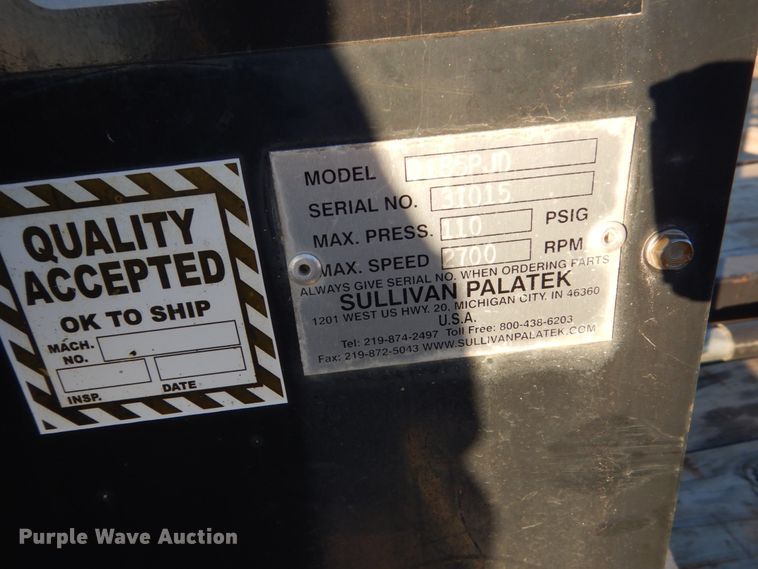 QUALITY
ACCEPTED
OK TO SHIP
MACH.
NO.
INSP.
DATE
MODEL
SERIAL NO. 31015
MAX. PRESS. 110 PSIG
MAX. SPEED 2700 RPM
ALWAYS GIVE SERIAL NO. WHEN ORDERING PARTS
SULLIVAN PALATEK
1201 WEST US HWY. 20, MICHIGAN CITY, IN 46360
U.S.A.
Tel: 219-874-2497 Toll Free: 800-438-6203
Fax: 219-872-5043 WWW.SULLIVANPALATEK.COM
Purple Wave Auction